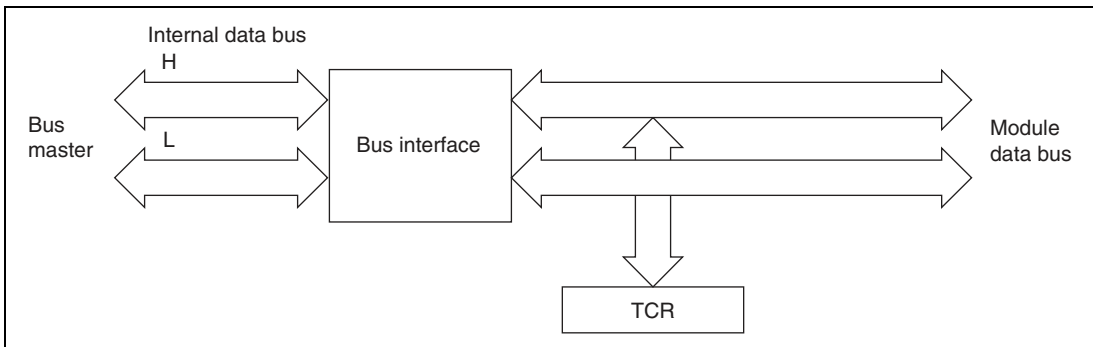 Internal data bus
H
Bus
master
L
Bus interface
Module
data bus
TCR